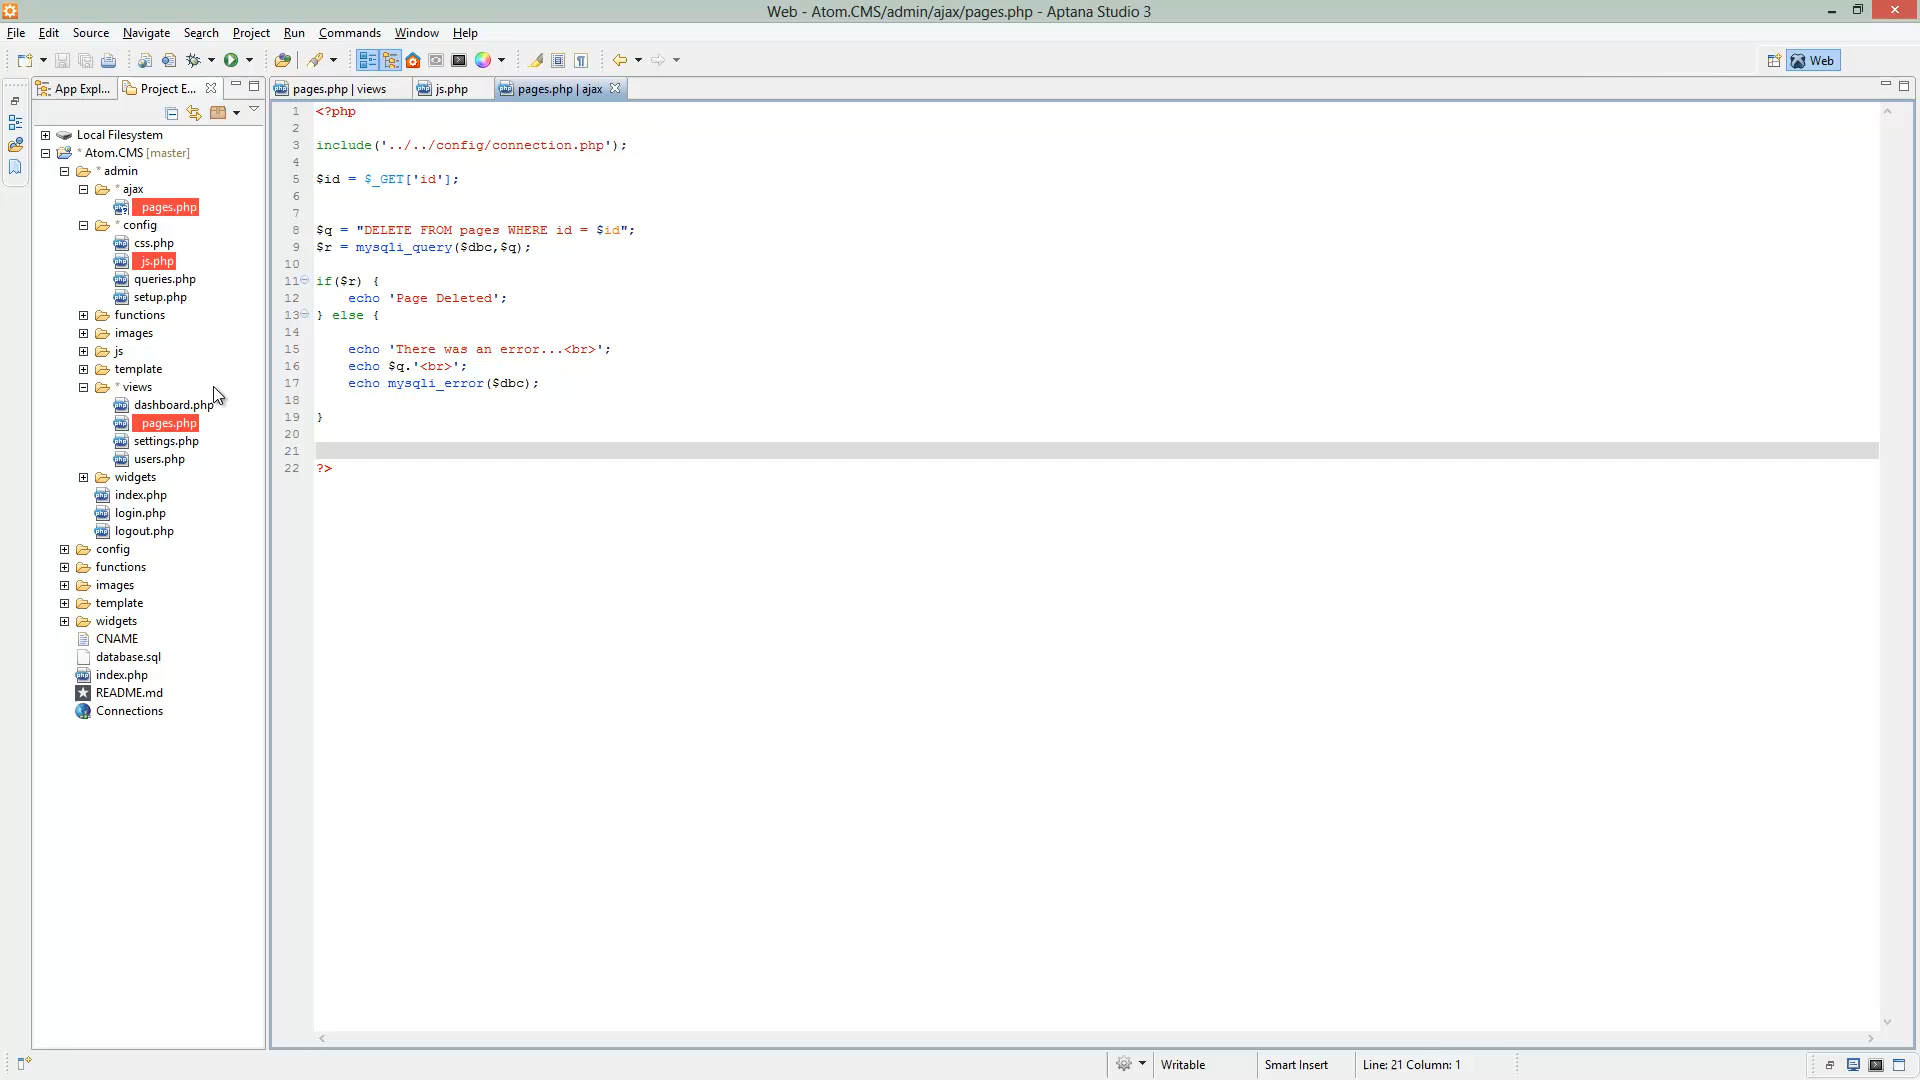 Web - Atom.CMS/admin/ajax/pages.php - Aptana Studio 3
File Edit Source Navigate Search Project Run Commands Window Help
Web
App Expl... Project E...
pages.php | views js.php pages.php | ajax
Local Filesystem
* Atom.CMS [master]
* admin
* ajax
pages.php
* config
css.php
js.php
queries.php
setup.php
functions
images
js
template
* views
dashboard.php
pages.php
settings.php
users.php
widgets
index.php
login.php
logout.php
config
functions
images
template
widgets
CNAME
database.sql
index.php
README.md
Connections
1 <?php
2
3 include('../../config/connection.php');
4
5 $id = $_GET['id'];
6
7
8 $q = "DELETE FROM pages WHERE id = $id";
9 $r = mysqli_query($dbc,$q);
10
11 if($r) {
12 echo 'Page Deleted';
13 } else {
14
15 echo 'There was an error...<br>';
16 echo $q.'<br>';
17 echo mysqli_error($dbc);
18
19 }
20
21
22 ?>
Writable Smart Insert Line: 21 Column: 1